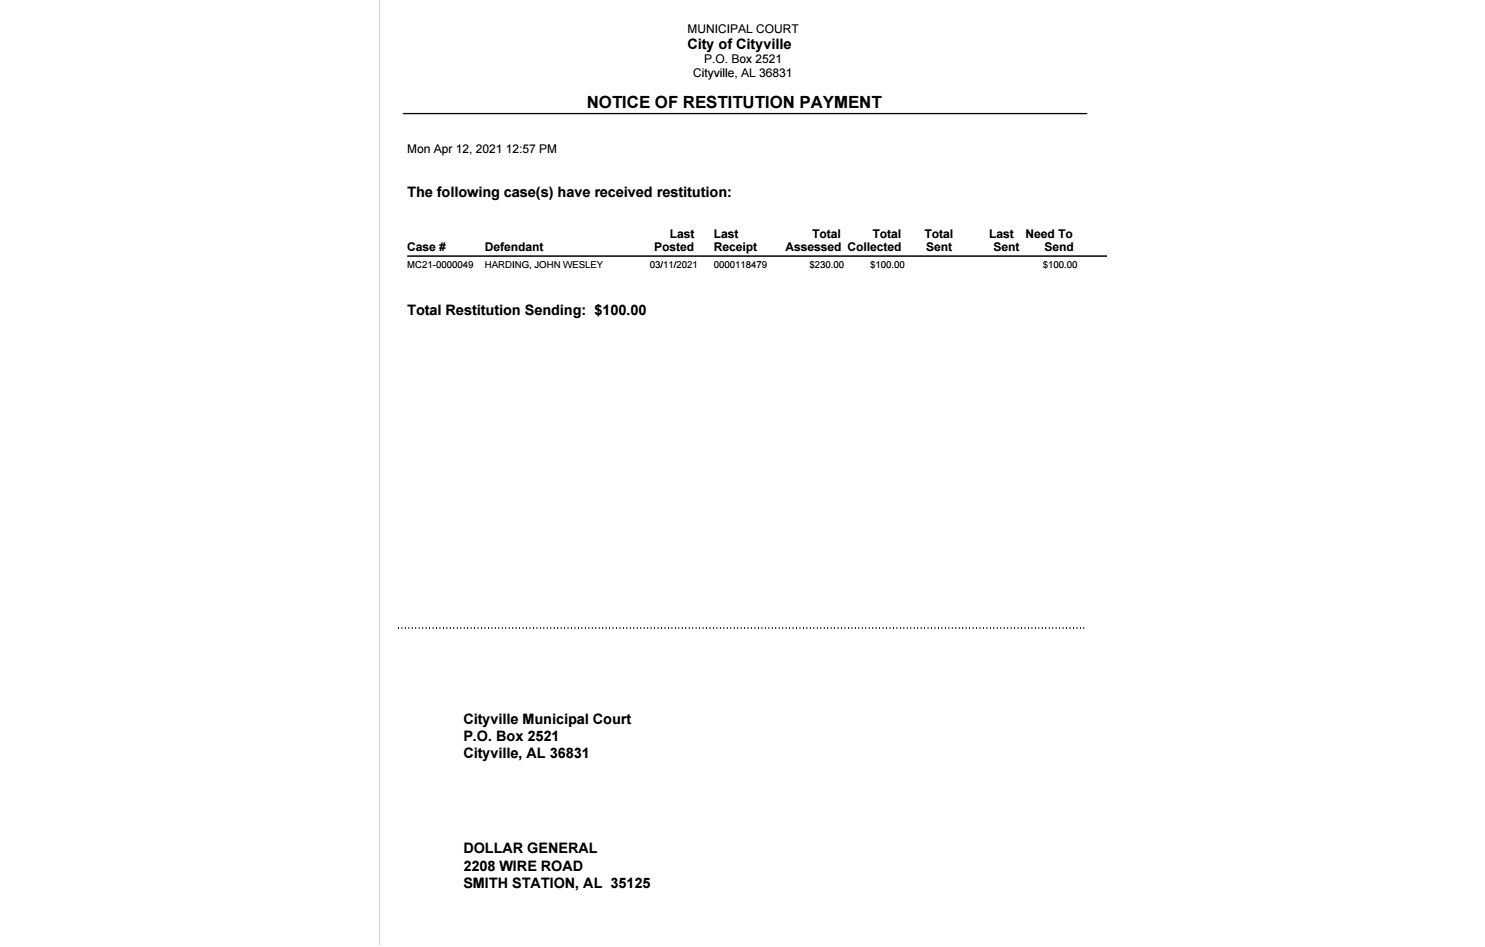 MUNICIPAL COURT
City of Cityville
P.O. Box 2521
Cityville, AL 36831
NOTICE OF RESTITUTION PAYMENT
Mon Apr 12, 2021 12:57 PM
The following case(s) have received restitution:
Last Last Total Total Total Last Need To
Case # Defendant Posted Receipt Assessed Collected Sent Sent Send
MC21-0000049 HARDING, JOHN WESLEY 03/11/2021 0000118479 $230.00 $100.00 $100.00
Total Restitution Sending: $100.00
Cityville Municipal Court
P.O. Box 2521
Cityville, AL 36831
DOLLAR GENERAL
2208 WIRE ROAD
SMITH STATION, AL 35125